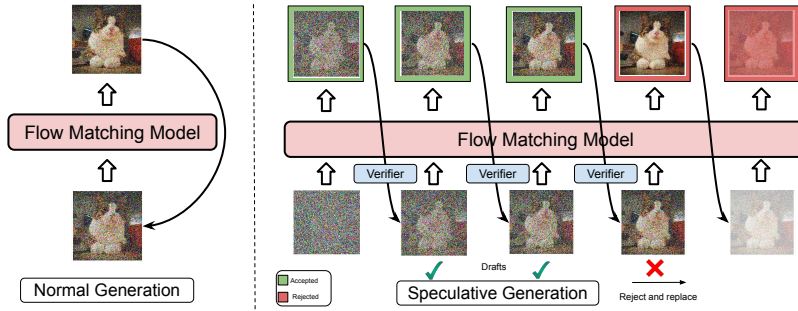 Flow Matching Model
Normal Generation
Flow Matching Model
Verifier
Verifier
Verifier
Drafts
Accepted
Rejected
Speculative Generation
Reject and replace